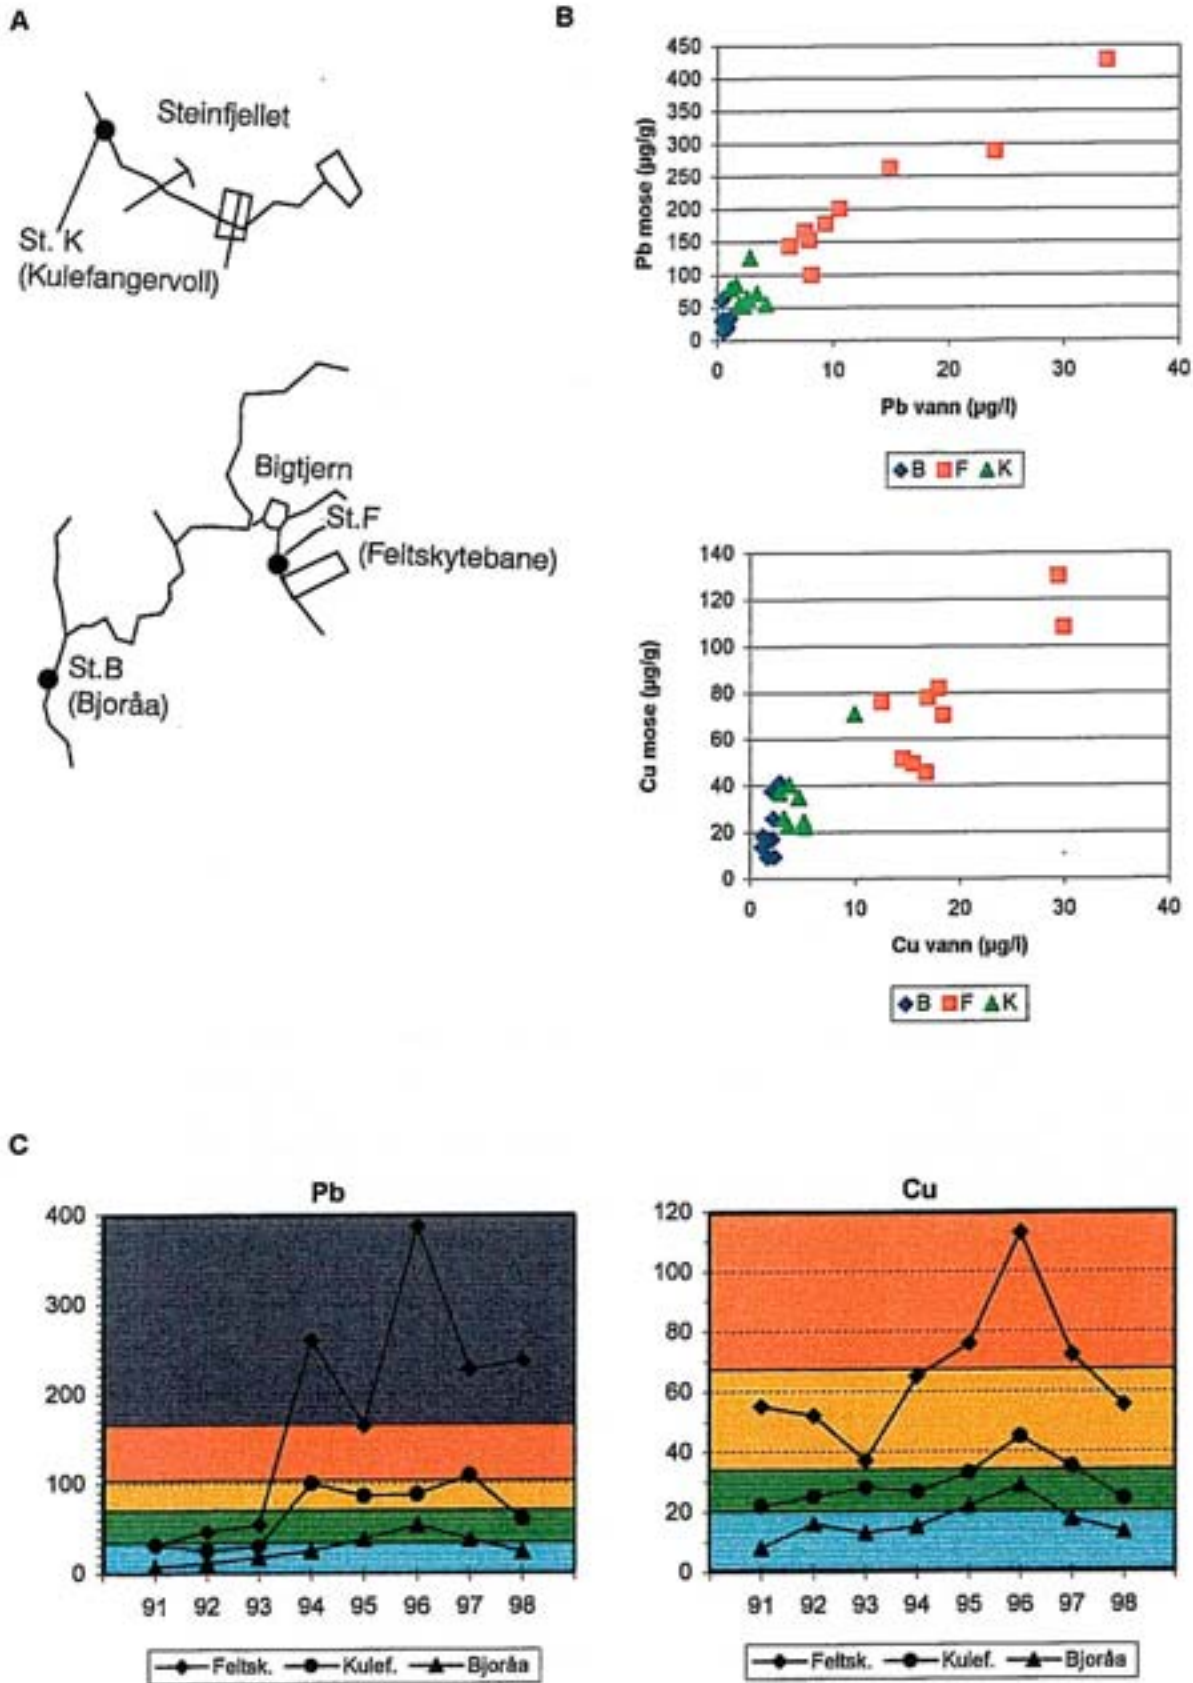 A
Steinfjellet
St. K
(Kulefangervoll)
Bigtjern
St.F
(Feltskytebane)
St.B
(Bjoråa)
B
Pb mose (µg/g)
450
400
350
300
250
200
150
100
50
0
0 10 20 30 40
Pb vann (µg/l)
B F K
Cu mose (µg/g)
140
120
100
80
60
40
20
0
0 10 20 30 40
Cu vann (µg/l)
B F K
C
Pb
400
300
200
100
0
91 92 93 94 95 96 97 98
Feltsk. Kulef. Bjoråa
Cu
120
100
80
60
40
20
0
91 92 93 94 95 96 97 98
Feltsk. Kulef. Bjoråa